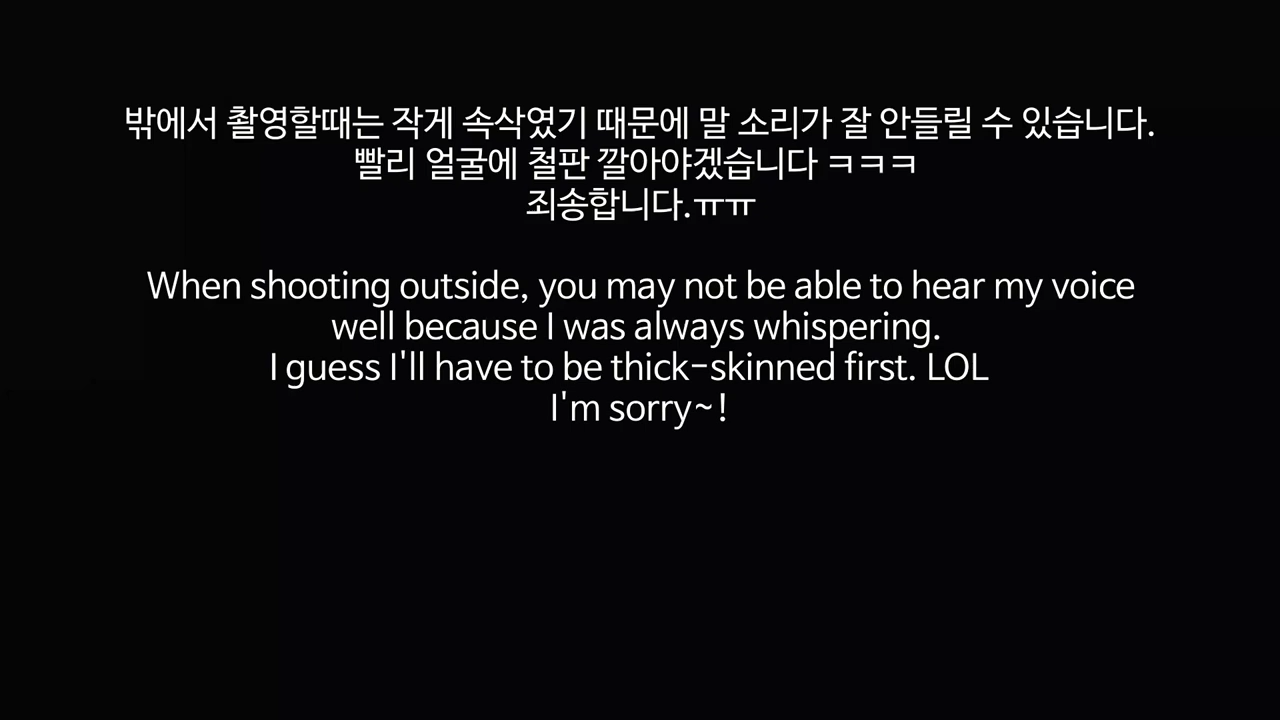 밖에서 촬영할때는 작게 속삭였기 때문에 말 소리가 잘 안들릴 수 있습니다.
빨리 얼굴에 철판 깔아야겠습니다 ㅋㅋㅋ
죄송합니다.ㅠㅠ
When shooting outside, you may not be able to hear my voice
well because I was always whispering.
I guess I'll have to be thick-skinned first. LOL
I'm sorry~!